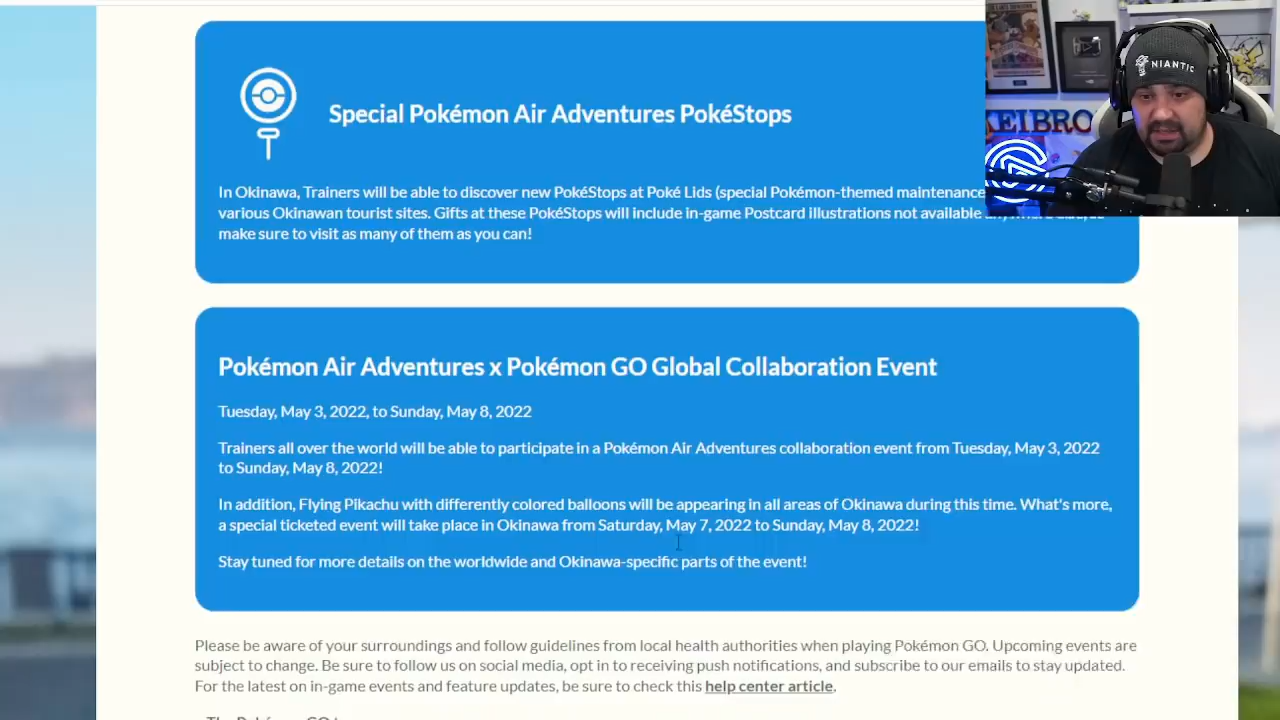 Special Pokémon Air Adventures PokéStops
In Okinawa, Trainers will be able to discover new PokéStops at Poké Lids (special Pokémon-themed maintenance
various Okinawan tourist sites. Gifts at these PokéStops will include in-game Postcard illustrations not available
make sure to visit as many of them as you can!
NIANTIC
KEIBRO
Pokémon Air Adventures x Pokémon GO Global Collaboration Event
Tuesday, May 3, 2022, to Sunday, May 8, 2022
Trainers all over the world will be able to participate in a Pokémon Air Adventures collaboration event from Tuesday, May 3, 2022
to Sunday, May 8, 2022!
In addition, Flying Pikachu with differently colored balloons will be appearing in all areas of Okinawa during this time. What's more,
a special ticketed event will take place in Okinawa from Saturday, May 7, 2022 to Sunday, May 8, 2022!
Stay tuned for more details on the worldwide and Okinawa-specific parts of the event!
Please be aware of your surroundings and follow guidelines from local health authorities when playing Pokémon GO. Upcoming events are
subject to change. Be sure to follow us on social media, opt in to receiving push notifications, and subscribe to our emails to stay updated.
For the latest on in-game events and feature updates, be sure to check this help center article.